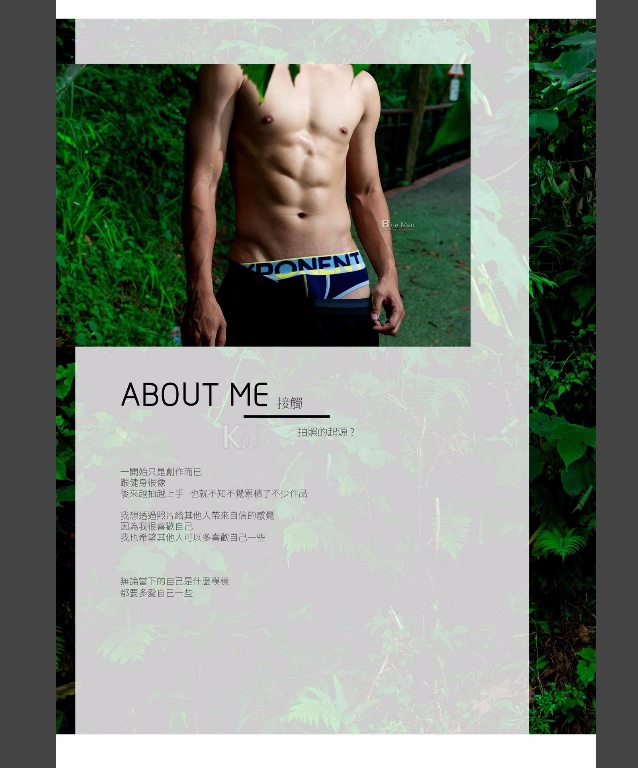 XPONENT
Blue Men
ABOUT ME 接觸
拍照的起源？
一開始只是創作而已
跟健身很像
後來越拍越上手 也就不知不覺累積了不少作品
我想透過照片給其他人帶來自信的感覺
因為我很喜歡自己
我也希望其他人可以多喜歡自己一些
無論當下的自己是什麼模樣
都要多愛自己一些